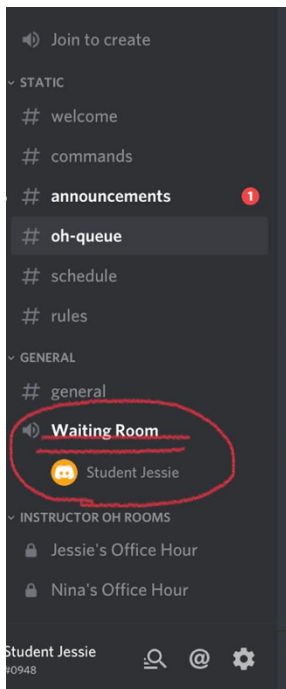 Join to create
STATIC
# welcome
# commands
# announcements 1
# oh-queue
# schedule
# rules
GENERAL
# general
Waiting Room
Student Jessie
INSTRUCTOR OH ROOMS
Jessie's Office Hour
Nina's Office Hour
Student Jessie
#0948
@